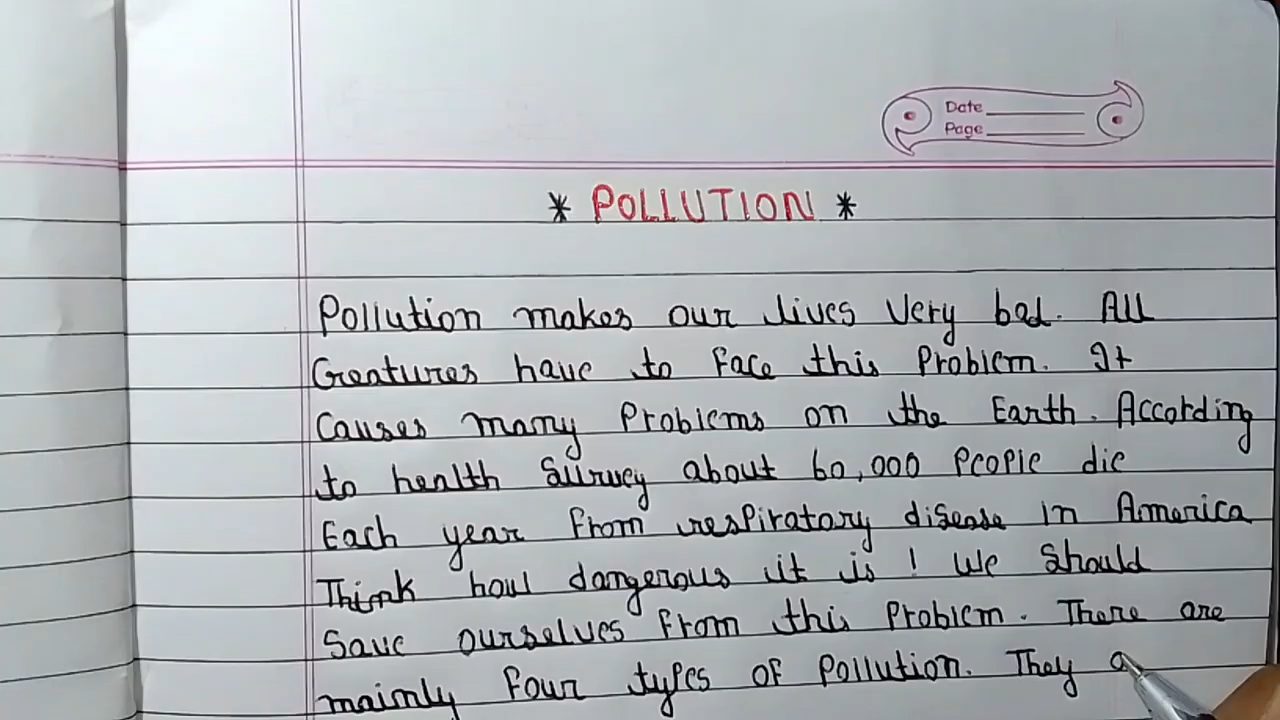 Date
Page
* POLLUTION *
Pollution makes our lives very bad. All
Creatures have to Face this Problem. It
Causes many Problems on the Earth. According
to health Survey about 60,000 People die
Each year From respiratory disease in America
Think how dangerous it is ! We Should
Save ourselves From this Problem. There are
mainly Four types OF Pollution. They a